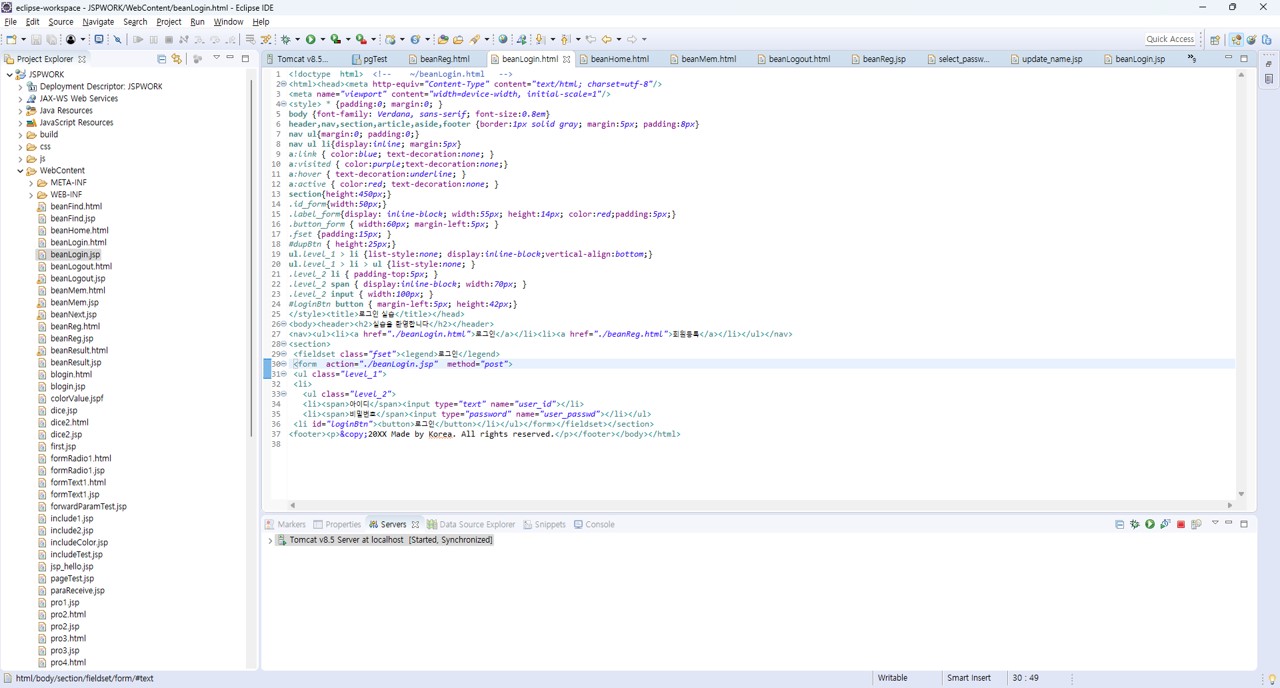 eclipse-workspace - JSPWORK/WebContent/beanLogin.html - Eclipse IDE
File Edit Source Navigate Search Project Run Window Help
Quick Access
Project Explorer
Tomcat v8.5... pgTest beanReg.html beanLogin.html beanHome.html beanMem.html beanLogout.html beanReg.jsp select_passw... update_name.jsp beanLogin.jsp
JSPWORK
Deployment Descriptor: JSPWORK
JAX-WS Web Services
Java Resources
JavaScript Resources
build
css
js
WebContent
META-INF
WEB-INF
beanFind.html
beanFind.jsp
beanHome.html
beanLogin.html
beanLogin.jsp
beanLogout.html
beanLogout.jsp
beanMem.html
beanMem.jsp
beanNext.jsp
beanReg.html
beanReg.jsp
beanResult.html
beanResult.jsp
blogin.html
blogin.jsp
colorValue.jspf
dice.jsp
dice2.html
dice2.jsp
first.jsp
formRadio1.html
formRadio1.jsp
formText1.html
formText1.jsp
forwardParamTest.jsp
include1.jsp
include2.jsp
includeColor.jsp
includeTest.jsp
jsp_hello.jsp
pageTest.jsp
paraReceive.jsp
pro1.jsp
pro2.html
pro2.jsp
pro3.html
pro3.jsp
pro4.html
1 <!doctype html> <!-- ~/beanLogin.html -->
2 <html><head><meta http-equiv="Content-Type" content="text/html; charset=utf-8"/>
3 <meta name="viewport" content="width=device-width, initial-scale=1"/>
4 <style> * {padding:0; margin:0; }
5 body {font-family: Verdana, sans-serif; font-size:0.8em}
6 header,nav,section,article,aside,footer {border:1px solid gray; margin:5px; padding:8px}
7 nav ul{margin:0; padding:0;}
8 nav ul li{display:inline; margin:5px}
9 a:link { color:blue; text-decoration:none; }
10 a:visited { color:purple;text-decoration:none;}
11 a:hover { text-decoration:underline; }
12 a:active { color:red; text-decoration:none; }
13 section{height:450px;}
14 .id_form{width:50px;}
15 .label_form{display: inline-block; width:55px; height:14px; color:red;padding:5px;}
16 .button_form { width:60px; margin-left:5px; }
17 .fset {padding:15px; }
18 #dupBtn { height:25px;}
19 ul.level_1 > li {list-style:none; display:inline-block;vertical-align:bottom;}
20 ul.level_1 > li > ul {list-style:none; }
21 .level_2 li { padding-top:5px; }
22 .level_2 span { display:inline-block; width:70px; }
23 .level_2 input { width:100px; }
24 #loginBtn button { margin-left:5px; height:42px;}
25 </style><title>로그인 실습</title></head>
26 <body><header><h2>실습을 환영합니다</h2></header>
27 <nav><ul><li><a href="./beanLogin.html">로그인</a></li><li><a href="./beanReg.html">회원등록</a></li></ul></nav>
28 <section>
29 <fieldset class="fset"><legend>로그인</legend>
30 <form action="./beanLogin.jsp" method="post">
31 <ul class="level_1">
32 <li>
33 <ul class="level_2">
34 <li><span>아이디</span><input type="text" name="user_id"></li>
35 <li><span>비밀번호</span><input type="password" name="user_passwd"></li></ul>
36 <li id="loginBtn"><button>로그인</button></li></ul></form></fieldset></section>
37 <footer><p>&copy;20XX Made by Korea. All rights reserved.</p></footer></body></html>
38
Markers Properties Servers Data Source Explorer Snippets Console
Tomcat v8.5 Server at localhost [Started, Synchronized]
html/body/section/fieldset/form/#text Writable Smart Insert 30 : 49